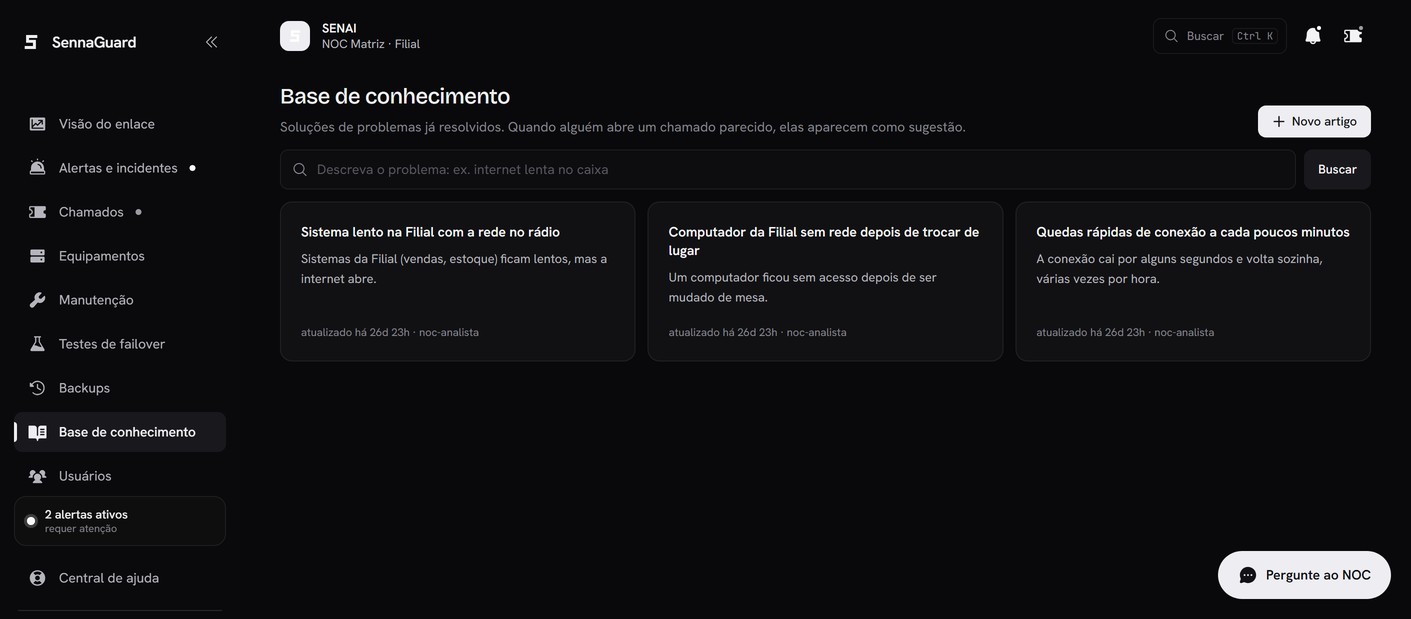 SennaGuard
Visão do enlace
Alertas e incidentes
Chamados
Equipamentos
Manutenção
Testes de failover
Backups
Base de conhecimento
Usuários
2 alertas ativos
requer atenção
Central de ajuda
SENAI
NOC Matriz · Filial
Buscar Ctrl K
Base de conhecimento
Soluções de problemas já resolvidos. Quando alguém abre um chamado parecido, elas aparecem como sugestão.
Novo artigo
Descreva o problema: ex. internet lenta no caixa
Buscar
Sistema lento na Filial com a rede no rádio
Sistemas da Filial (vendas, estoque) ficam lentos, mas a
internet abre.
atualizado há 26d 23h · noc-analista
Computador da Filial sem rede depois de trocar de
lugar
Um computador ficou sem acesso depois de ser
mudado de mesa.
atualizado há 26d 23h · noc-analista
Quedas rápidas de conexão a cada poucos minutos
A conexão cai por alguns segundos e volta sozinha,
várias vezes por hora.
atualizado há 26d 23h · noc-analista
Pergunte ao NOC